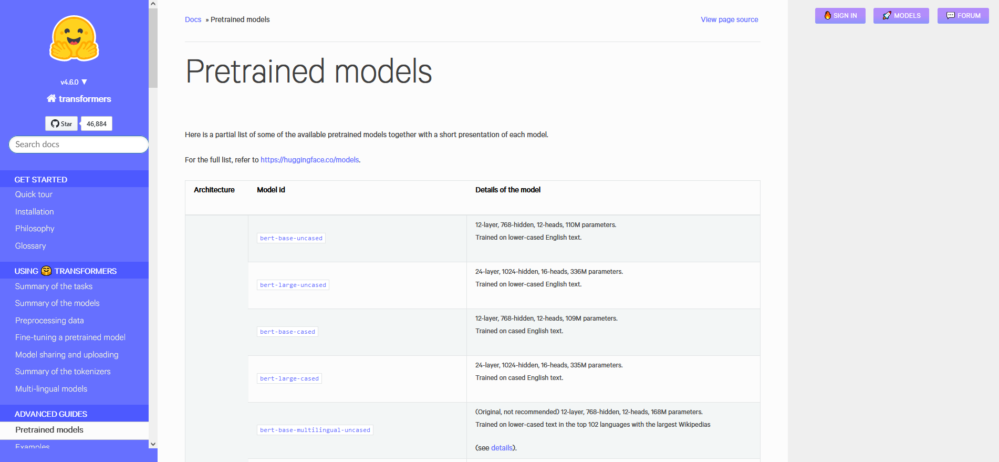 v4.6.0 ▼
transformers
Star 46,884
Search docs
GET STARTED
Quick tour
Installation
Philosophy
Glossary
USING 🤗 TRANSFORMERS
Summary of the tasks
Summary of the models
Preprocessing data
Fine-tuning a pretrained model
Model sharing and uploading
Summary of the tokenizers
Multi-lingual models
ADVANCED GUIDES
Pretrained models
Examples
Docs » Pretrained models
View page source
Pretrained models
Here is a partial list of some of the available pretrained models together with a short presentation of each model.
For the full list, refer to https://huggingface.co/models.
Architecture Model id Details of the model
bert-base-uncased
12-layer, 768-hidden, 12-heads, 110M parameters.
Trained on lower-cased English text.
bert-large-uncased
24-layer, 1024-hidden, 16-heads, 336M parameters.
Trained on lower-cased English text.
bert-base-cased
12-layer, 768-hidden, 12-heads, 109M parameters.
Trained on cased English text.
bert-large-cased
24-layer, 1024-hidden, 16-heads, 335M parameters.
Trained on cased English text.
bert-base-multilingual-uncased
(Original, not recommended) 12-layer, 768-hidden, 12-heads, 168M parameters.
Trained on lower-cased text in the top 102 languages with the largest Wikipedias
(see details).
🔥 SIGN IN
🚀 MODELS
💬 FORUM